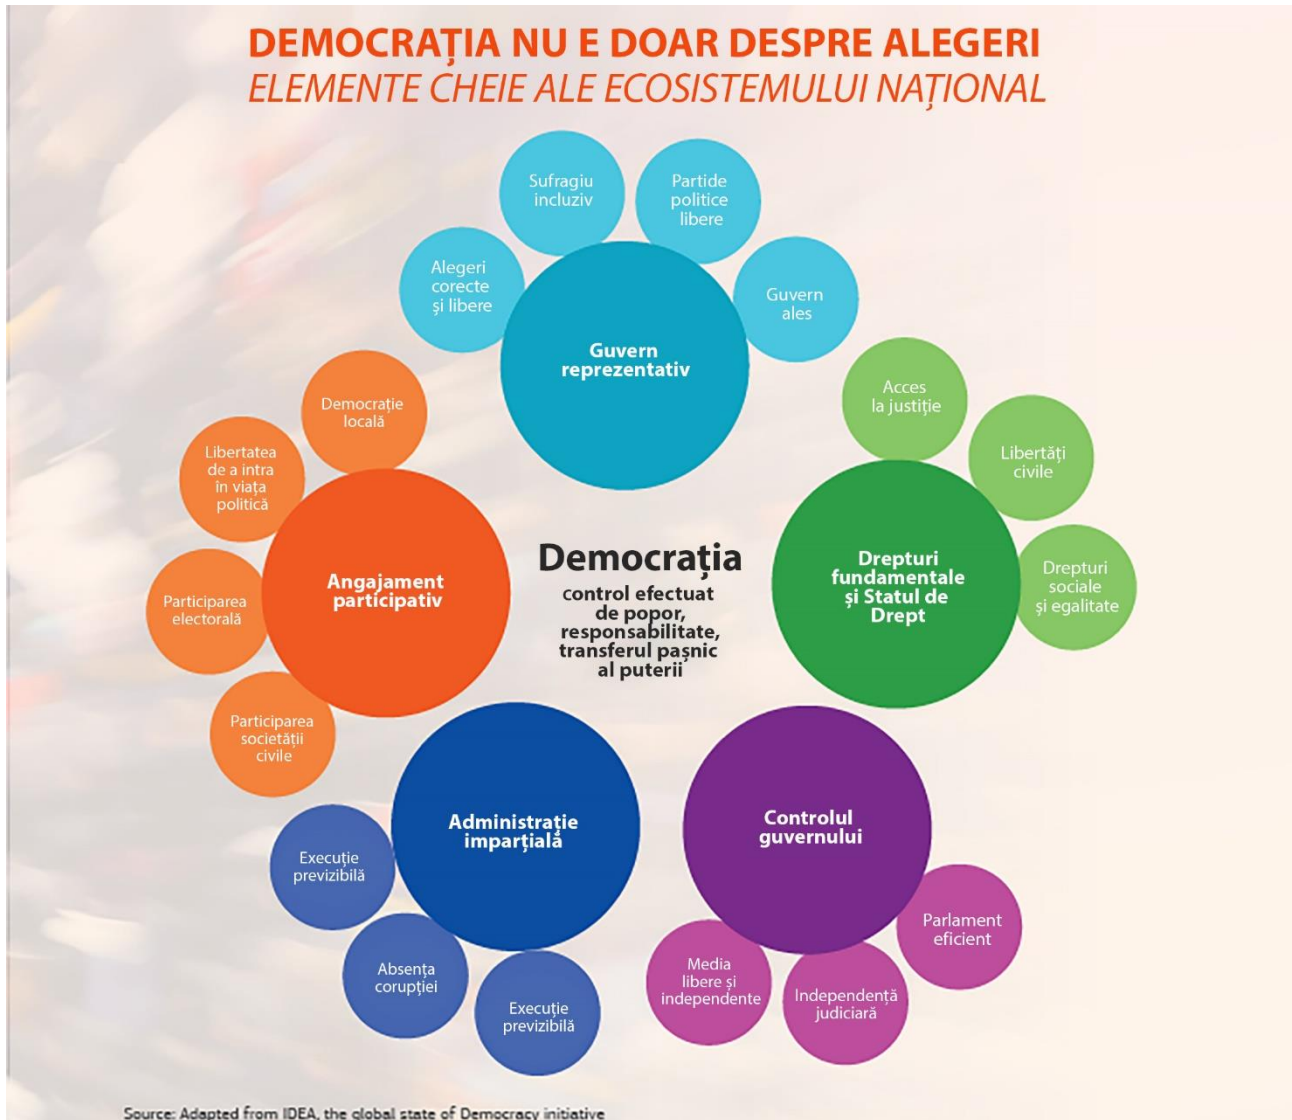 DEMOCRAȚIA NU E DOAR DESPRE ALEGERI
ELEMENTE CHEIE ALE ECOSISTEMULUI NAȚIONAL
Sufragiu
incluziv
Partide
politice
libere
Alegeri
corecte
și libere
Guvern
ales
Guvern
reprezentativ
Acces
la justiție
Libertăți
civile
Drepturi
sociale
și egalitate
Drepturi
fundamentale
și Statul de
Drept
Democrație
locală
Libertatea
de a intra
în viața
politică
Participarea
electorală
Participarea
societății
civile
Angajament
participativ
Democrația
control efectuat
de popor,
responsabilitate,
transferul pașnic
al puterii
Administrație
imparțială
Execuție
previzibilă
Absența
corupției
Execuție
previzibilă
Controlul
guvernului
Parlament
eficient
Media
libere și
independente
Independență
judiciară
Source: Adapted from IDEA, the global state of Democracy initiative